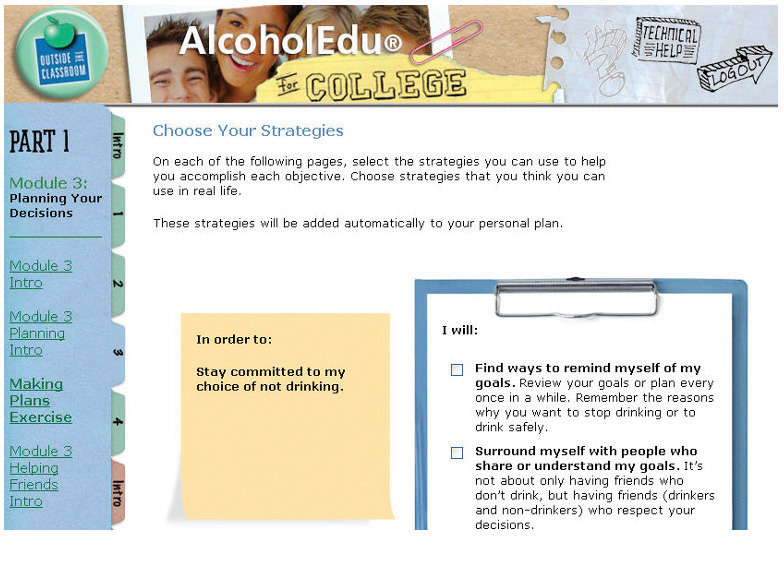 OUTSIDE THE
CLASSROOM
AlcoholEdu®
For COLLEGE
TECHNICAL
HELP
LOGOUT
PART 1
Module 3:
Planning Your
Decisions
Module 3
Intro
Module 3
Planning
Intro
Making
Plans
Exercise
Module 3
Helping
Friends
Intro
Intro
1
2
3
4
Intro
Choose Your Strategies
On each of the following pages, select the strategies you can use to help
you accomplish each objective. Choose strategies that you think you can
use in real life.
These strategies will be added automatically to your personal plan.
In order to:
Stay committed to my
choice of not drinking.
I will:
Find ways to remind myself of my
goals. Review your goals or plan every
once in a while. Remember the reasons
why you want to stop drinking or to
drink safely.
Surround myself with people who
share or understand my goals. It's
not about only having friends who
don't drink, but having friends (drinkers
and non-drinkers) who respect your
decisions.